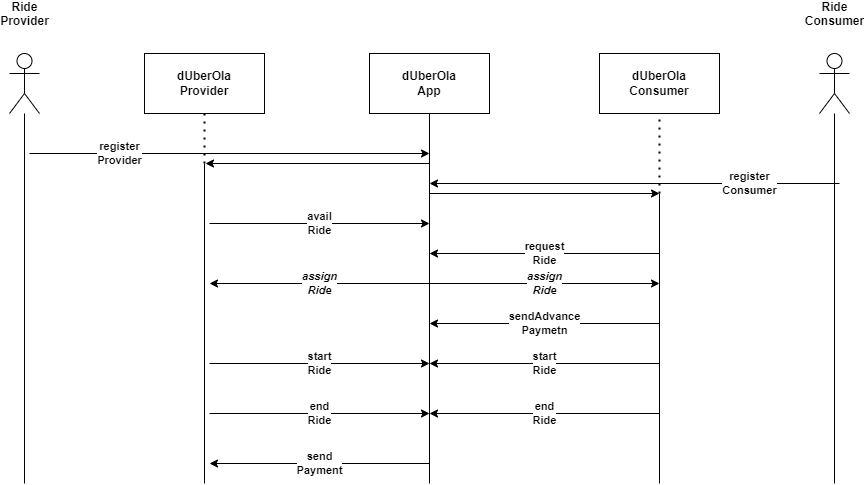 Ride
Provider
Ride
Consumer
dUberOla
Provider
dUberOla
App
dUberOla
Consumer
register
Provider
register
Consumer
avail
Ride
request
Ride
assign
Ride
assign
Ride
sendAdvance
Paymetn
start
Ride
start
Ride
end
Ride
end
Ride
send
Payment